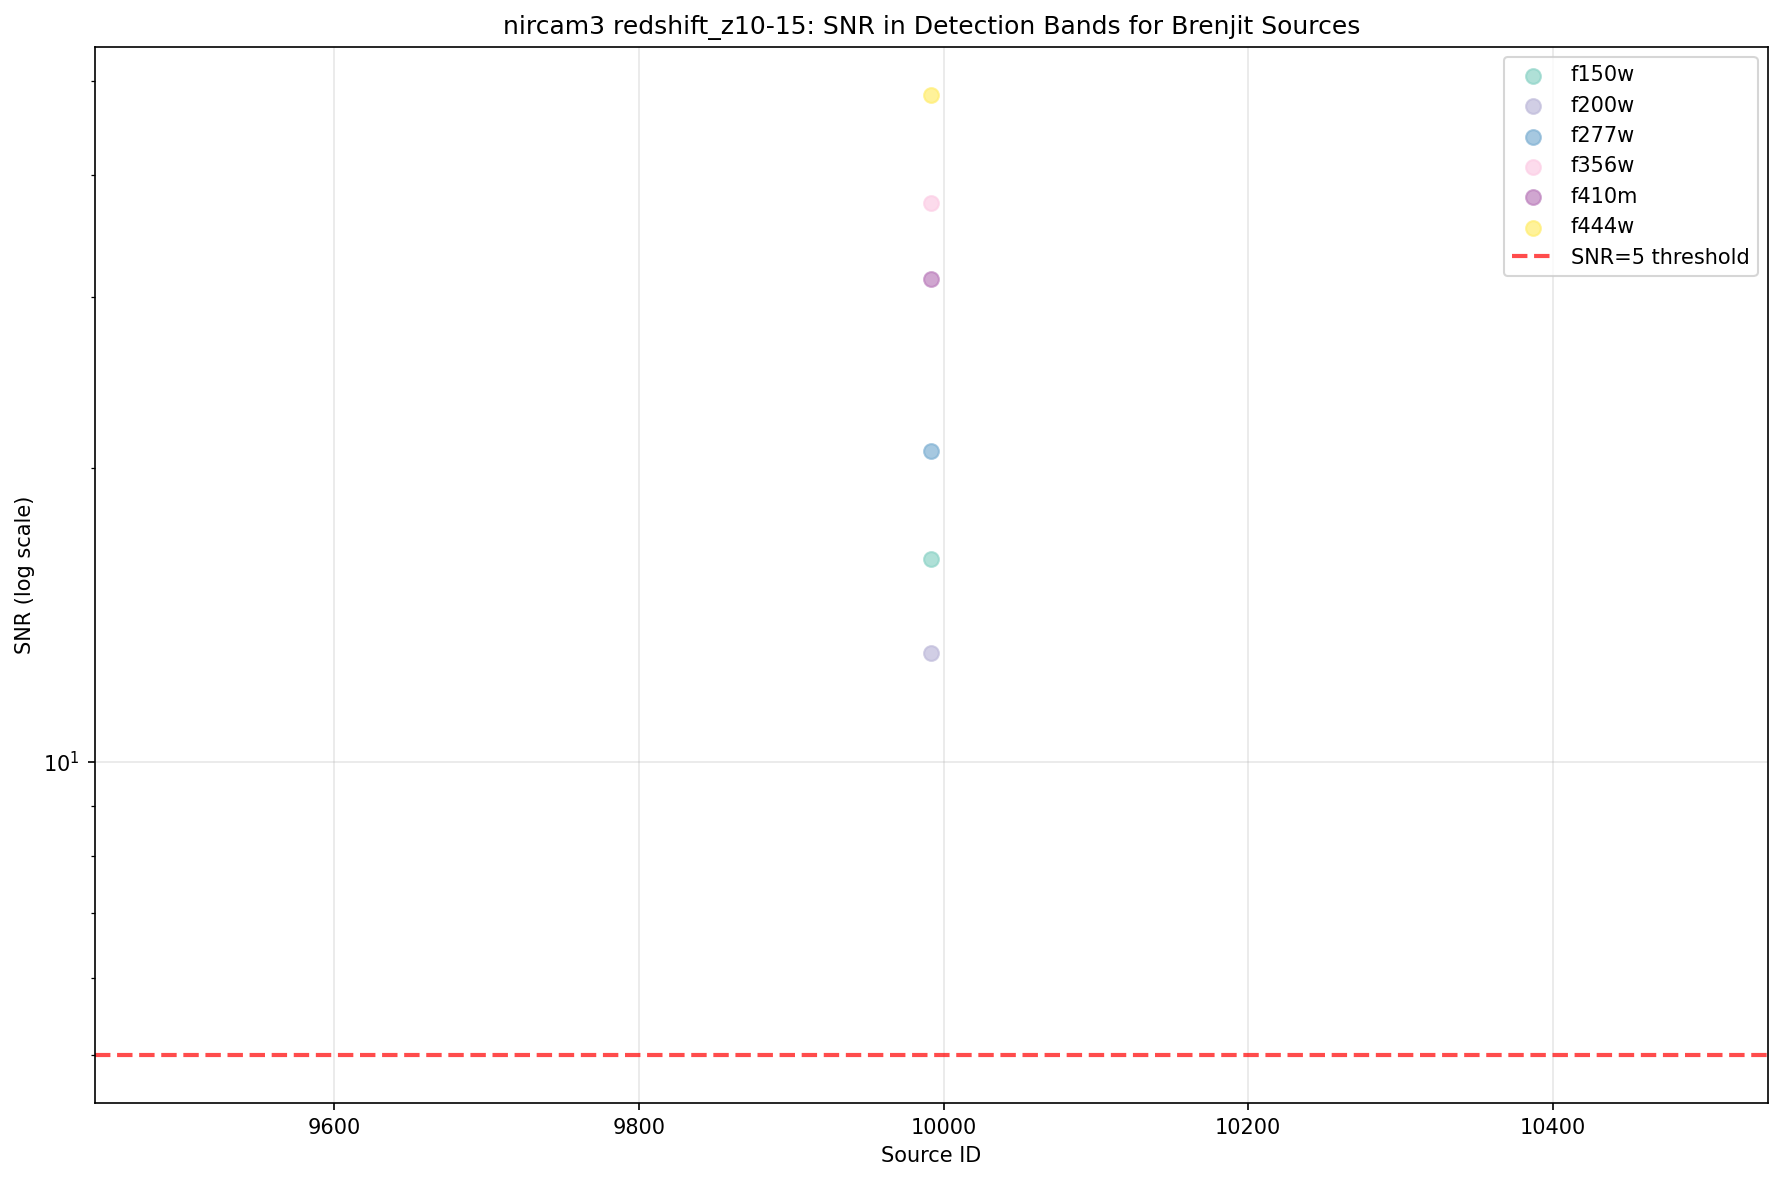 nircam3 redshift_z10-15: SNR in Detection Bands for Brenjit Sources
f150w
f200w
f277w
f356w
f410m
f444w
SNR=5 threshold
SNR (log scale)
10¹
9600 9800 10000 10200 10400
Source ID